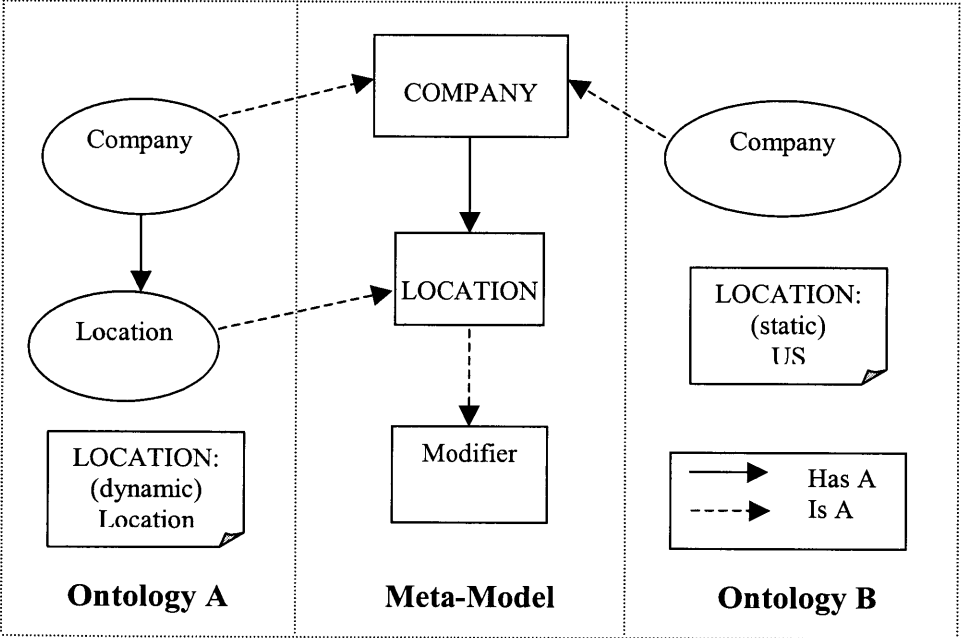 Company
Location
LOCATION:
(dynamic)
Location
Ontology A
COMPANY
LOCATION
Modifier
Meta-Model
Company
LOCATION:
(static)
US
Has A
Is A
Ontology B